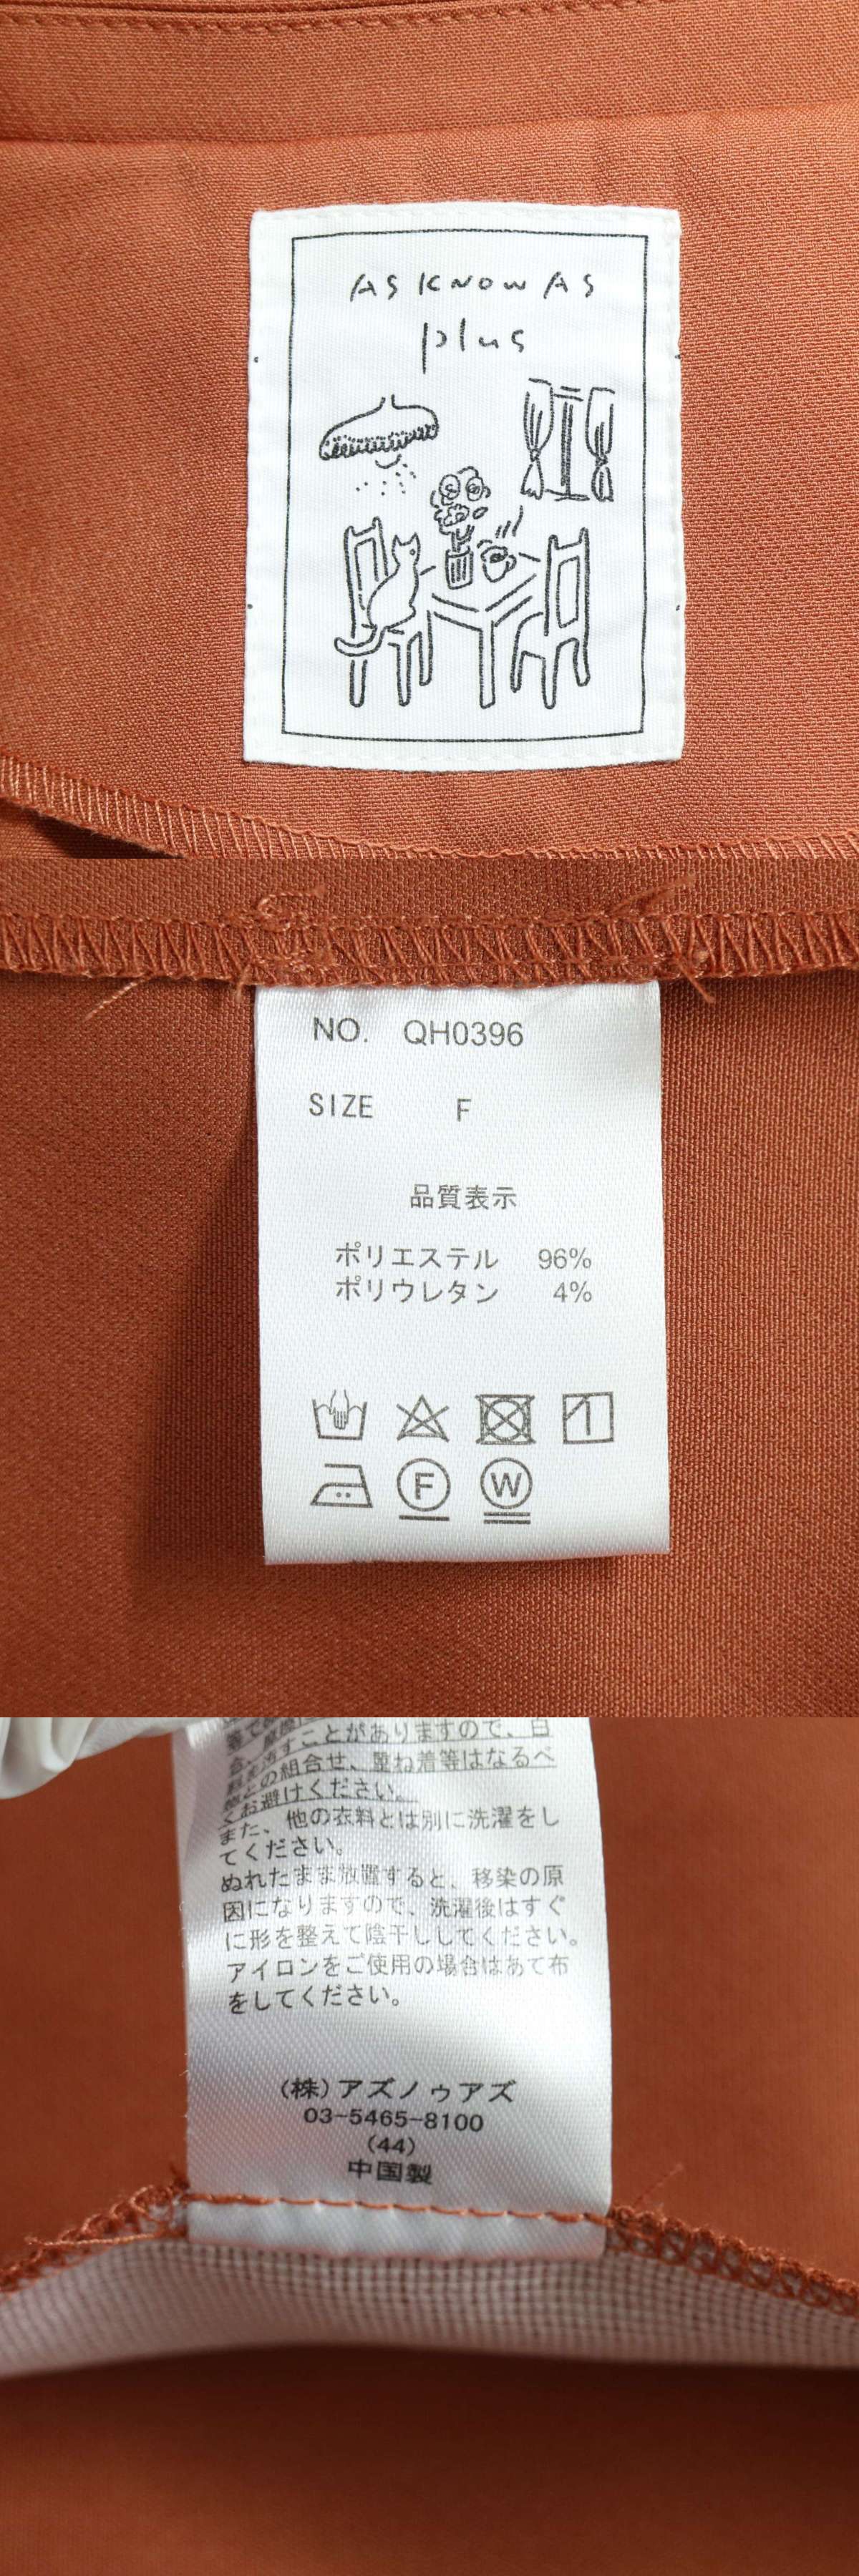 AS KNOW AS
plus
NO. QH0396
SIZE F
品質表示
ポリエステル 96%
ポリウレタン 4%
F W
汚すことがありますので、白
の組合せ、重ね着等はなるべ
くお避けください。
また、他の衣料とは別に洗濯をし
てください。
ぬれたまま放置すると、移染の原
因になりますので、洗濯後はすぐ
に形を整えて陰干ししてください。
アイロンをご使用の場合はあて布
をしてください。
(株)アズノゥアズ
03-5465-8100
(44)
中国製